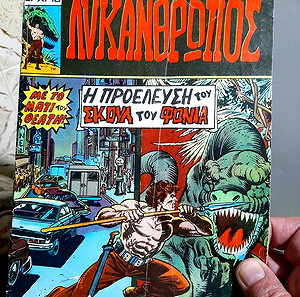 ΛΥΚΑΝΘΡΩΠΟΣ
ΜΕ ΤΟ
ΜΑΤΙ του
ΘΕΑΤΗ!
Η ΠΡΟΕΛΕΥΣΗ του
ΣΚΟΥΛ του ΦΟΝΙΑ